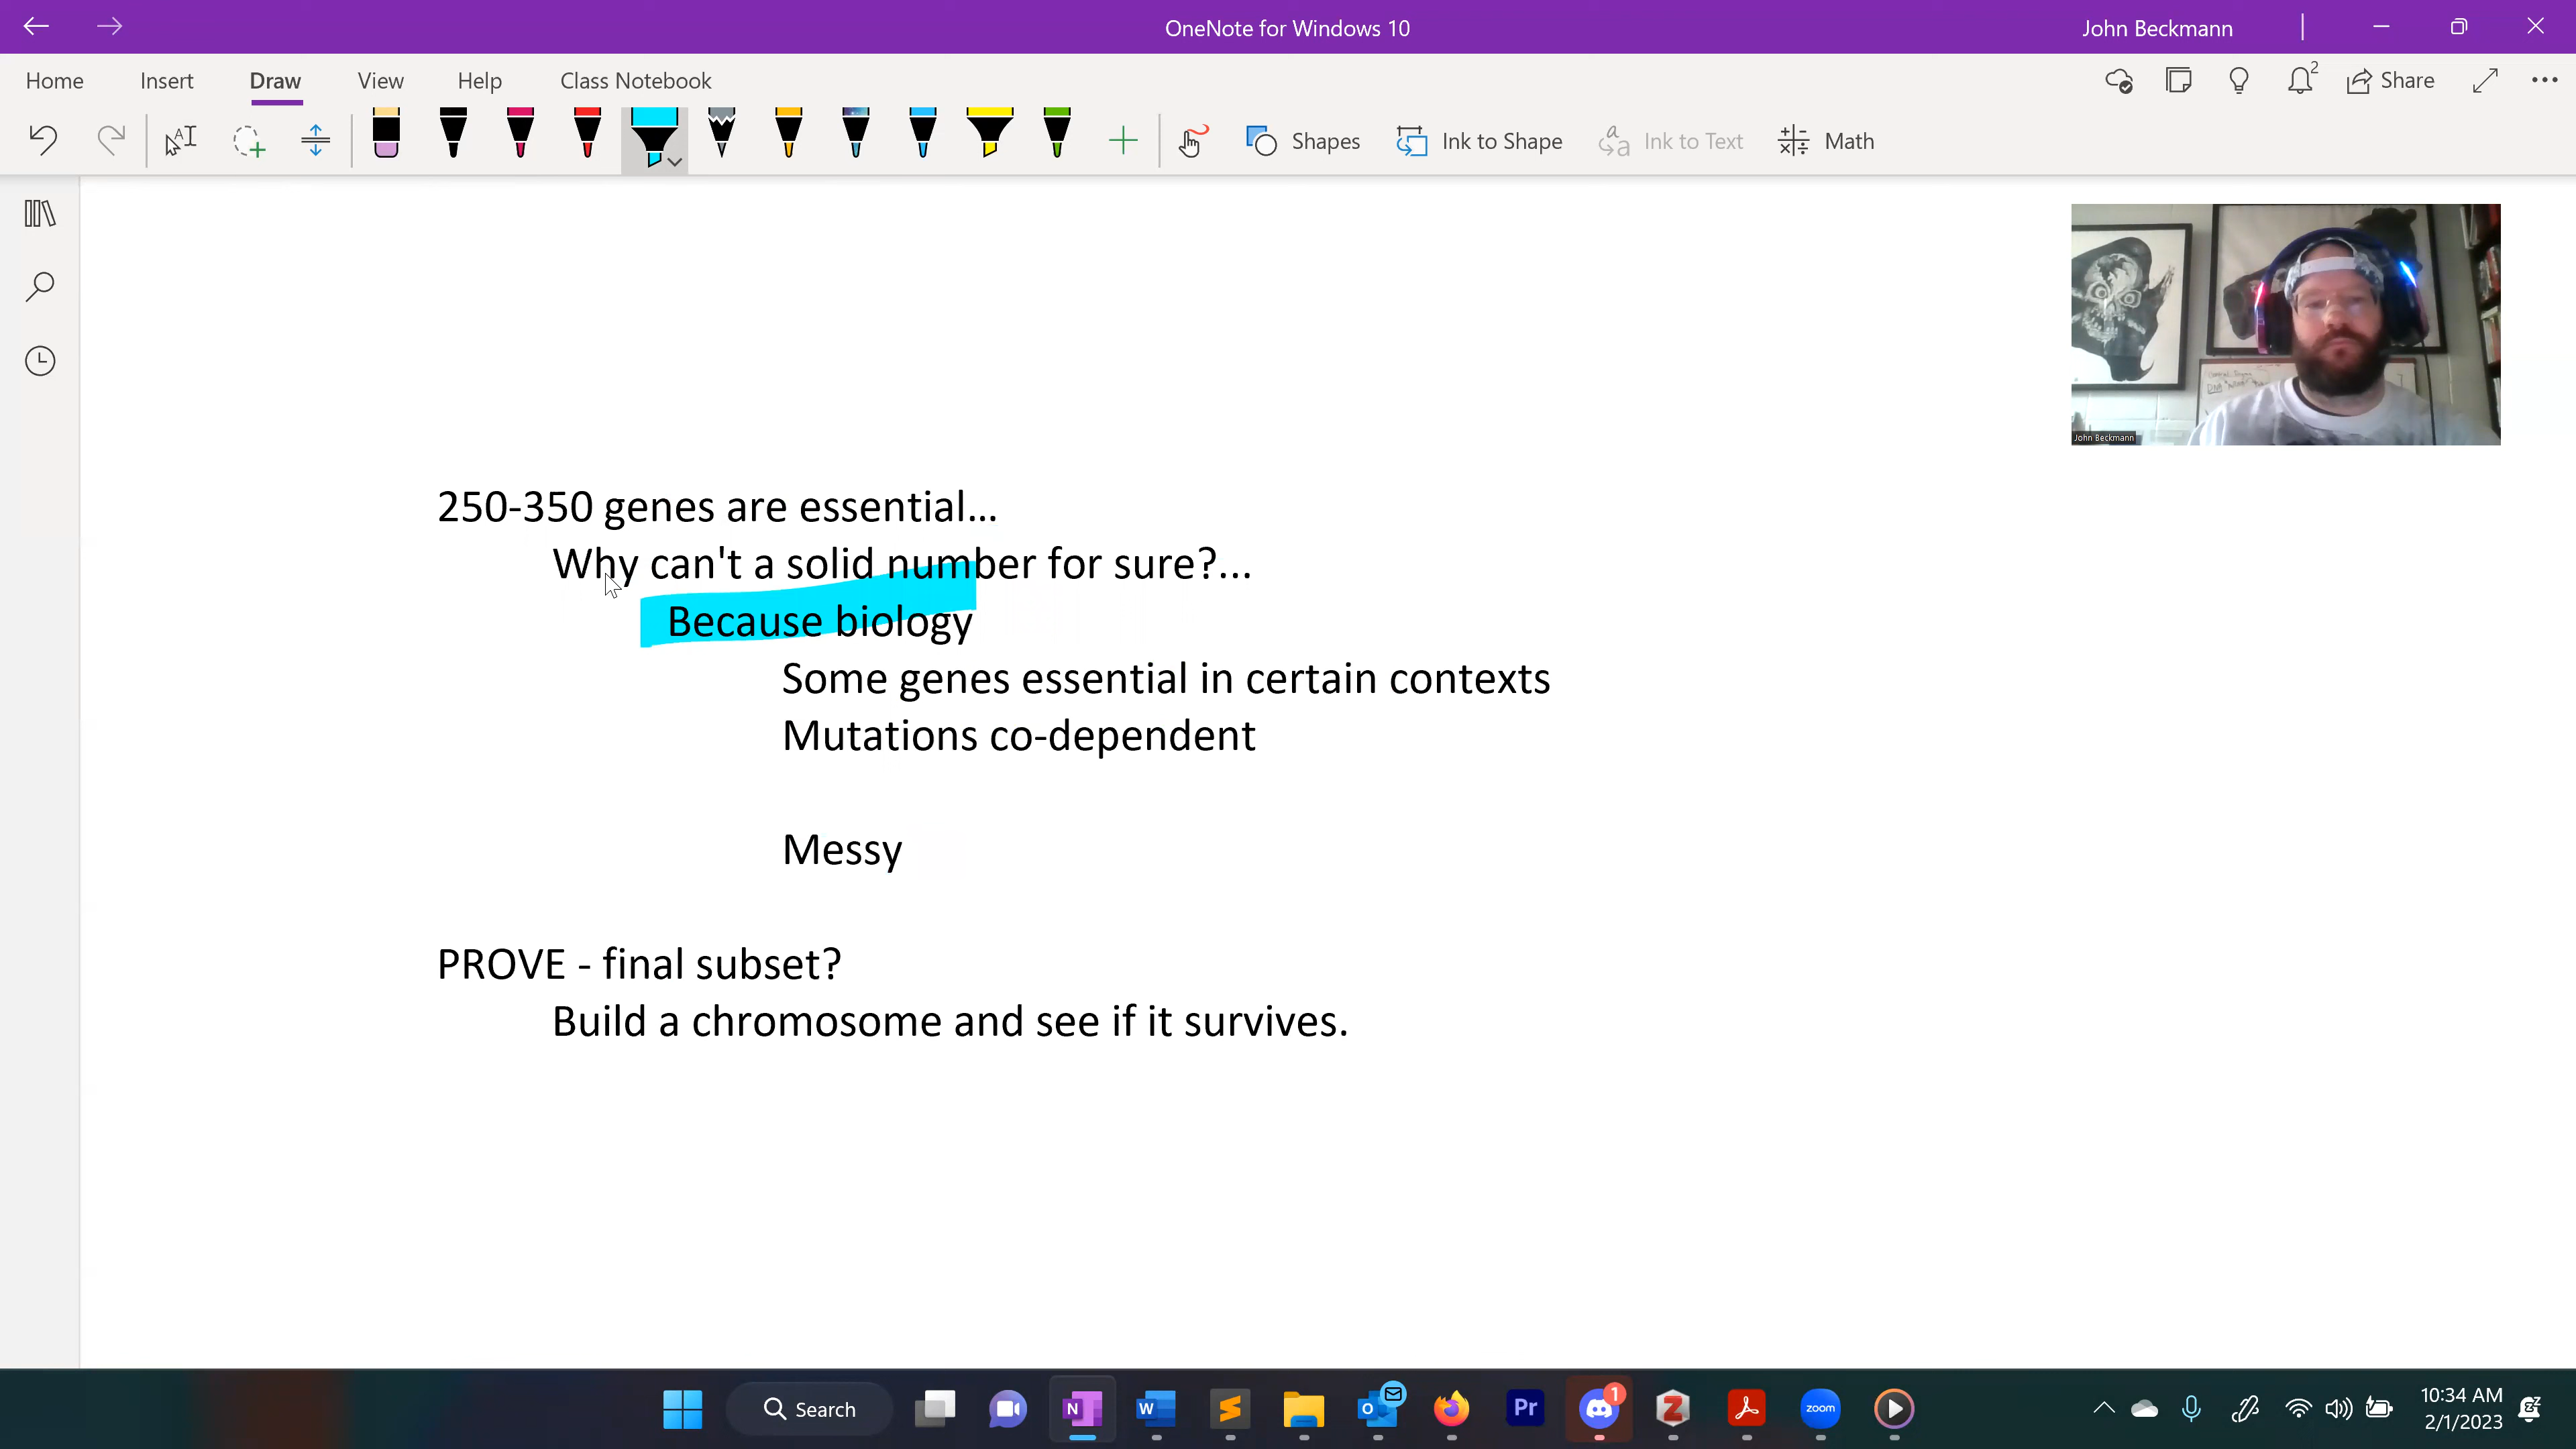 OneNote for Windows 10
John Beckmann
Home Insert Draw View Help Class Notebook
Share
2
Shapes Ink to Shape Ink to Text Math
John Beckmann
250-350 genes are essential...
Why can't a solid number for sure?...
Because biology
Some genes essential in certain contexts
Mutations co-dependent
Messy
PROVE - final subset?
Build a chromosome and see if it survives.
Search
zoom
1
10:34 AM
2/1/2023